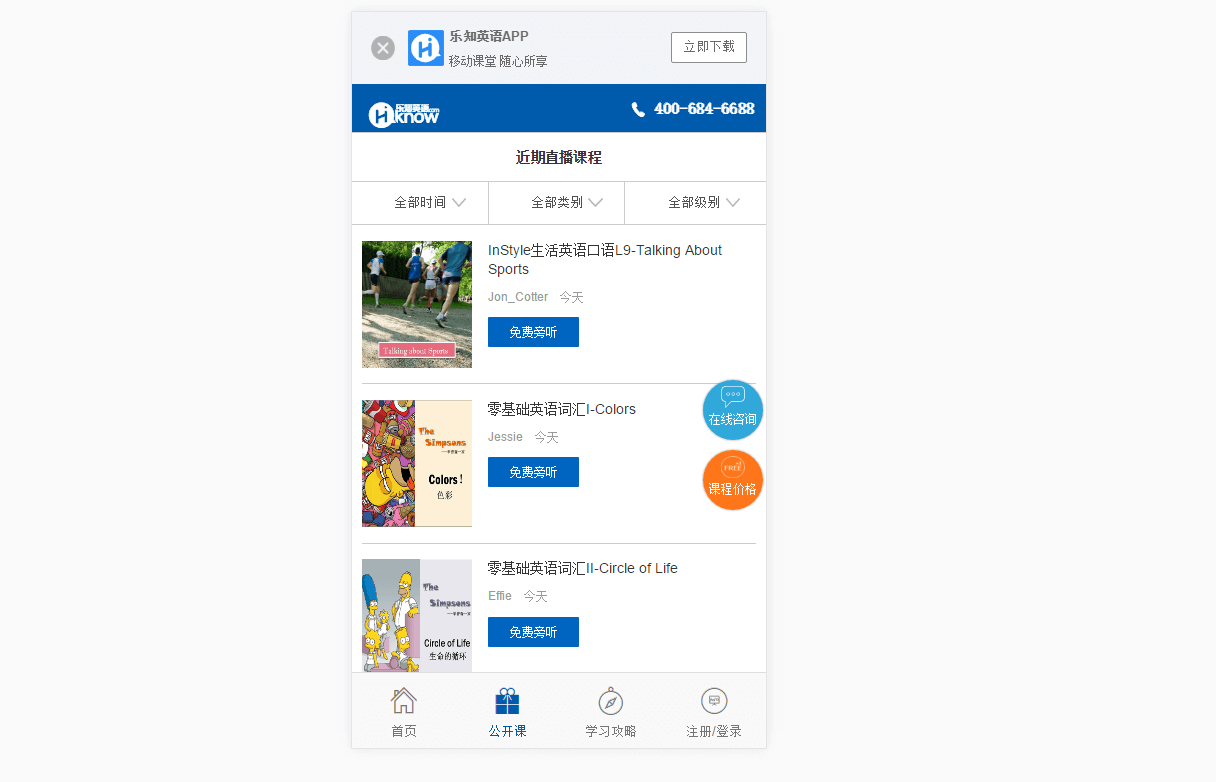 乐知英语APP
移动课堂 随心所享
立即下载
乐知英语.com
Hiknow
400-684-6688
近期直播课程
全部时间
全部类别
全部级别
InStyle生活英语口语L9-Talking About
Sports
Jon_Cotter 今天
免费旁听
Talking about Sports
在线咨询
零基础英语词汇I-Colors
Jessie 今天
免费旁听
The
Simpsons
Colors !
色彩
FREE
课程价格
零基础英语词汇II-Circle of Life
Effie 今天
免费旁听
The
Simpsons
Circle of Life
生命的循环
首页
公开课
学习攻略
注册/登录